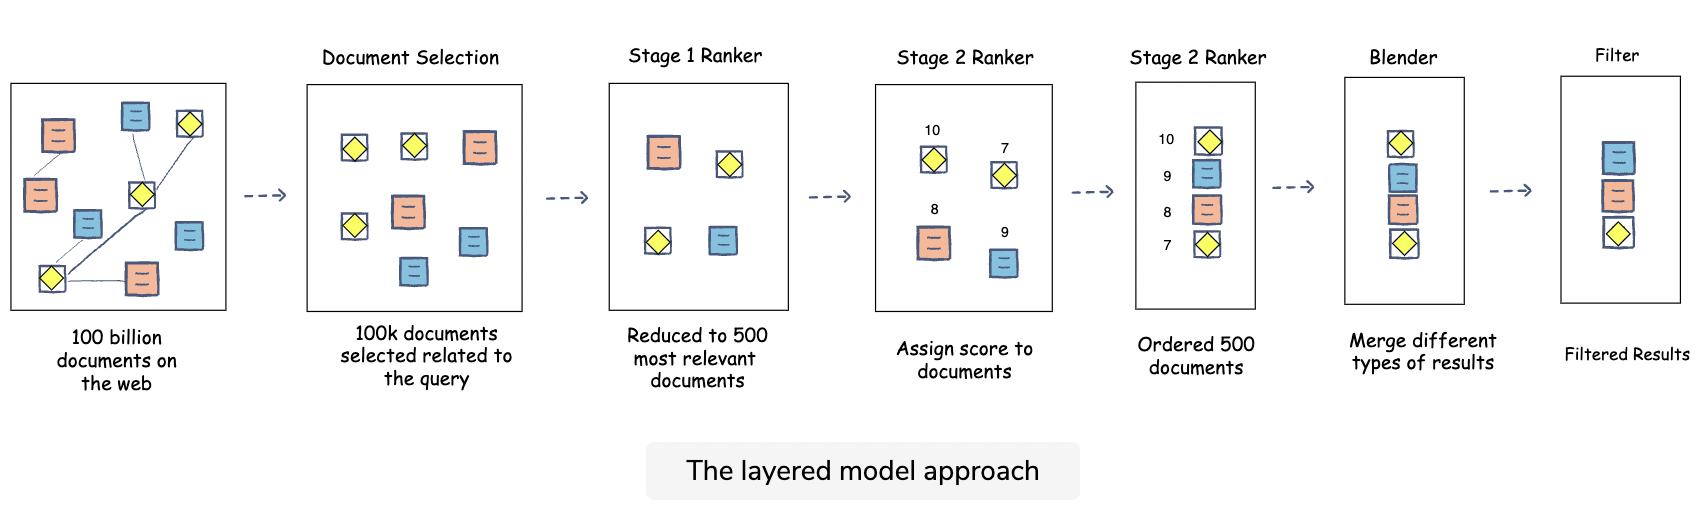 Document Selection
Stage 1 Ranker
Stage 2 Ranker
Stage 2 Ranker
Blender
Filter
10
7
8
9
10
9
8
7
100 billion
documents on
the web
100k documents
selected related to
the query
Reduced to 500
most relevant
documents
Assign score to
documents
Ordered 500
documents
Merge different
types of results
Filtered Results
The layered model approach